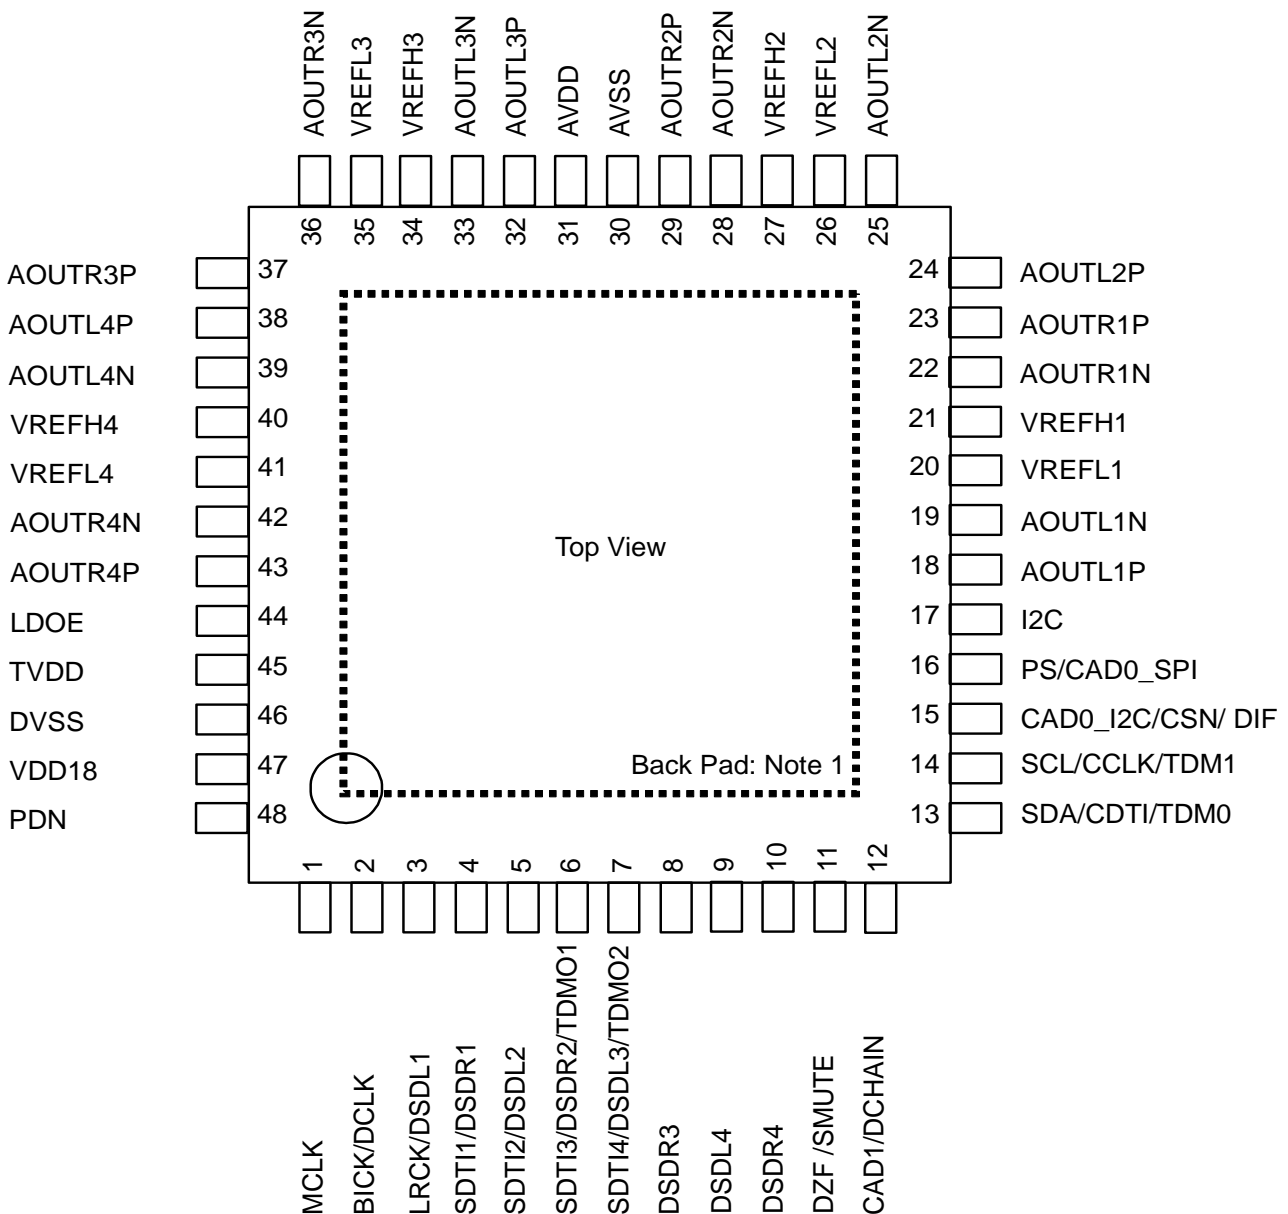 AOUTR3N
VREFL3
VREFH3
AOUTL3N
AOUTL3P
AVDD
AVSS
AOUTR2P
AOUTR2N
VREFH2
VREFL2
AOUTL2N
36
35
34
33
32
31
30
29
28
27
26
25
AOUTR3P 37
AOUTL4P 38
AOUTL4N 39
VREFH4 40
VREFL4 41
AOUTR4N 42
AOUTR4P 43
LDOE 44
TVDD 45
DVSS 46
VDD18 47
PDN 48
Top View
Back Pad: Note 1
24 AOUTL2P
23 AOUTR1P
22 AOUTR1N
21 VREFH1
20 VREFL1
19 AOUTL1N
18 AOUTL1P
17 I2C
16 PS/CAD0_SPI
15 CAD0_I2C/CSN/ DIF
14 SCL/CCLK/TDM1
13 SDA/CDTI/TDM0
1
2
3
4
5
6
7
8
9
10
11
12
MCLK
BICK/DCLK
LRCK/DSDL1
SDTI1/DSDR1
SDTI2/DSDL2
SDTI3/DSDR2/TDMO1
SDTI4/DSDL3/TDMO2
DSDR3
DSDL4
DSDR4
DZF /SMUTE
CAD1/DCHAIN